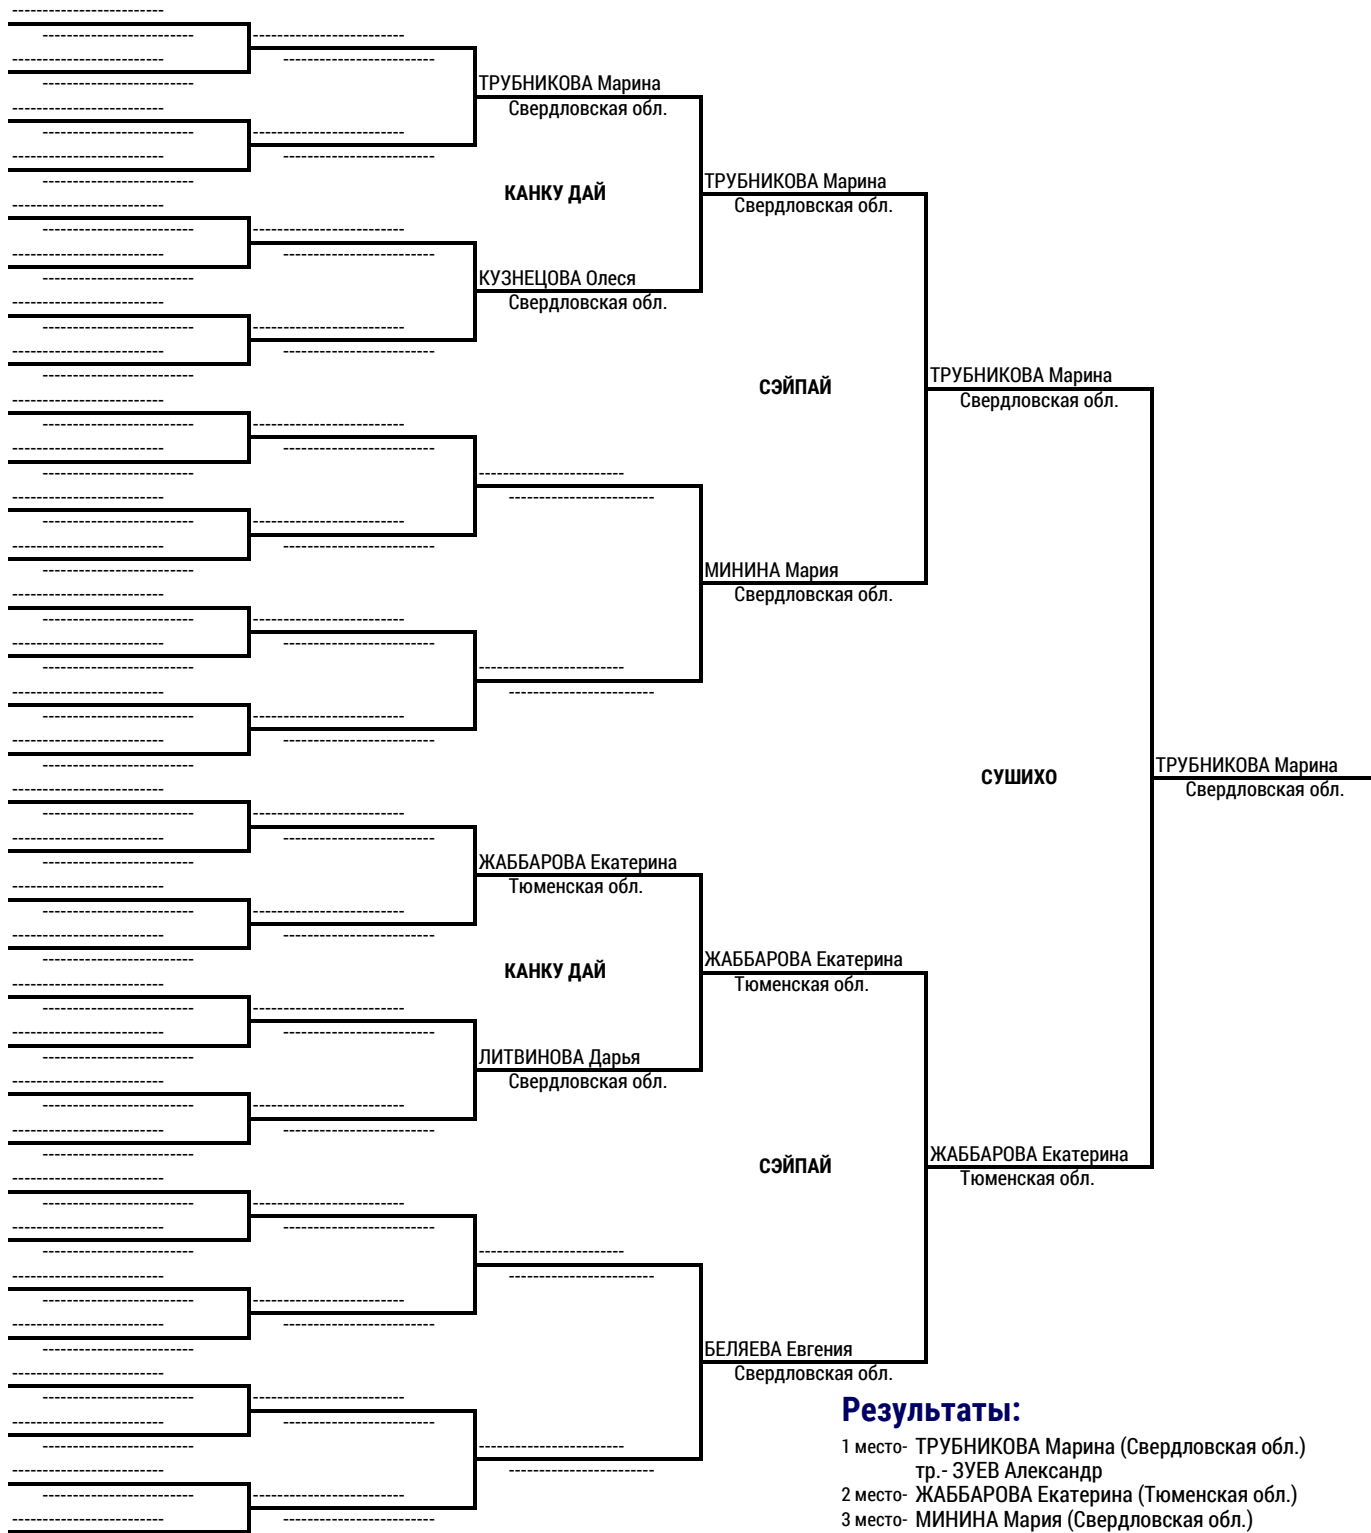 ТРУБНИКОВА Марина
Свердловская обл.
КАНКУ ДАЙ
ТРУБНИКОВА Марина
Свердловская обл.
КУЗНЕЦОВА Олеся
Свердловская обл.
СЭЙПАЙ
ТРУБНИКОВА Марина
Свердловская обл.
МИНИНА Мария
Свердловская обл.
СУШИХО
ТРУБНИКОВА Марина
Свердловская обл.
ЖАББАРОВА Екатерина
Тюменская обл.
КАНКУ ДАЙ
ЖАББАРОВА Екатерина
Тюменская обл.
ЛИТВИНОВА Дарья
Свердловская обл.
СЭЙПАЙ
ЖАББАРОВА Екатерина
Тюменская обл.
БЕЛЯЕВА Евгения
Свердловская обл.
Результаты:
1 место- ТРУБНИКОВА Марина (Свердловская обл.)
тр.- ЗУЕВ Александр
2 место- ЖАББАРОВА Екатерина (Тюменская обл.)
3 место- МИНИНА Мария (Свердловская обл.)